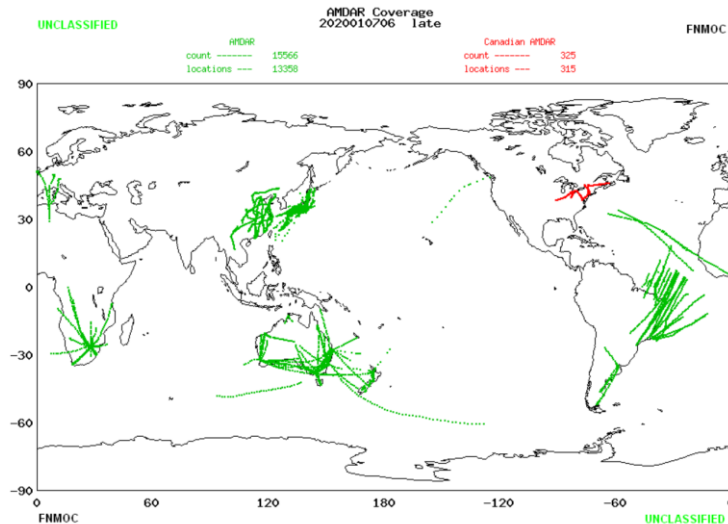 AMDAR Coverage
UNCLASSIFIED 2020010706 late FNMOC
AMDAR Canadian AMDAR
count ------- 15566 count ------- 325
locations --- 13358 locations --- 315
90
60
30
0
-30
-60
-90
0 60 120 180 -120 -60
FNMOC UNCLASSIFIED